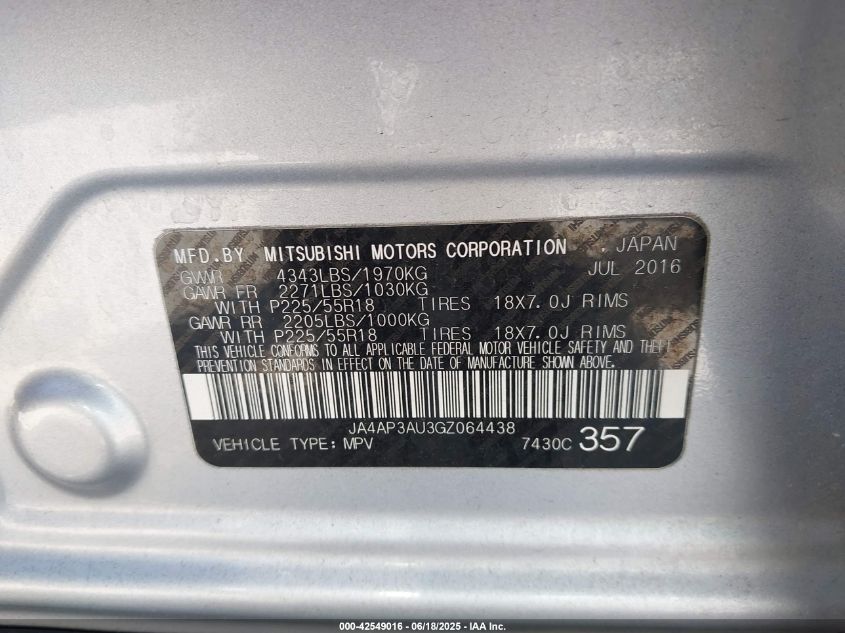 MFD.BY MITSUBISHI MOTORS CORPORATION , JAPAN
GVWR 4343LBS/1970KG JUL 2016
GAWR FR 2271LBS/1030KG
WITH P225/55R18 TIRES 18X7.0J RIMS
GAWR RR 2205LBS/1000KG
WITH P225/55R18 TIRES 18X7.0J RIMS
THIS VEHICLE CONFORMS TO ALL APPLICABLE FEDERAL MOTOR VEHICLE SAFETY AND THEFT
PREVENTION STANDARDS IN EFFECT ON THE DATE OF MANUFACTURE SHOWN ABOVE.
JA4AP3AU3GZ064438
VEHICLE TYPE: MPV 7430C 357
000-42549016 - 06/18/2025 - IAA Inc.